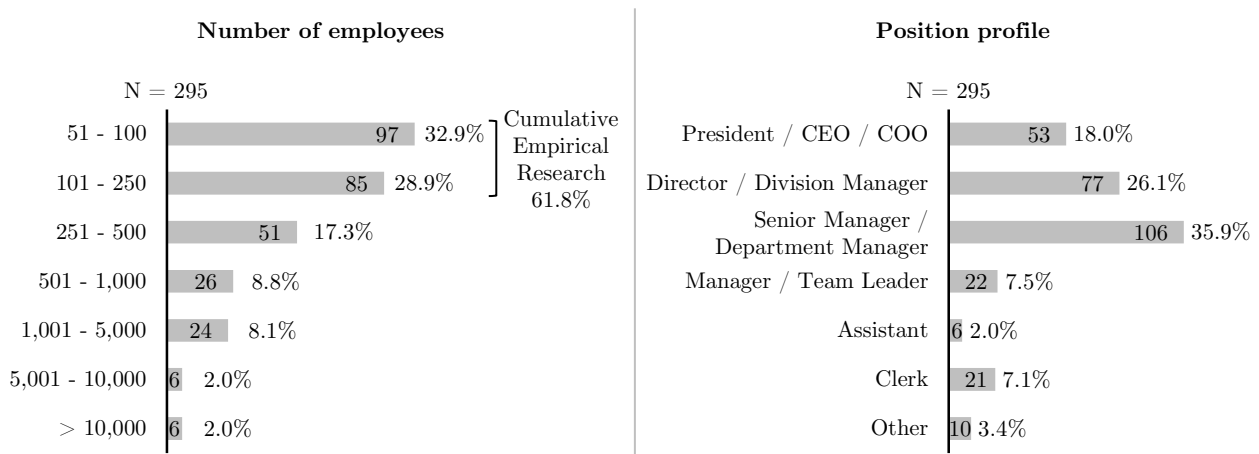 Number of employees
N = 295
51 - 100 97 32.9%
101 - 250 85 28.9%
251 - 500 51 17.3%
501 - 1,000 26 8.8%
1,001 - 5,000 24 8.1%
5,001 - 10,000 6 2.0%
> 10,000 6 2.0%
Cumulative
Empirical
Research
61.8%
Position profile
N = 295
President / CEO / COO 53 18.0%
Director / Division Manager 77 26.1%
Senior Manager /
Department Manager 106 35.9%
Manager / Team Leader 22 7.5%
Assistant 6 2.0%
Clerk 21 7.1%
Other 10 3.4%